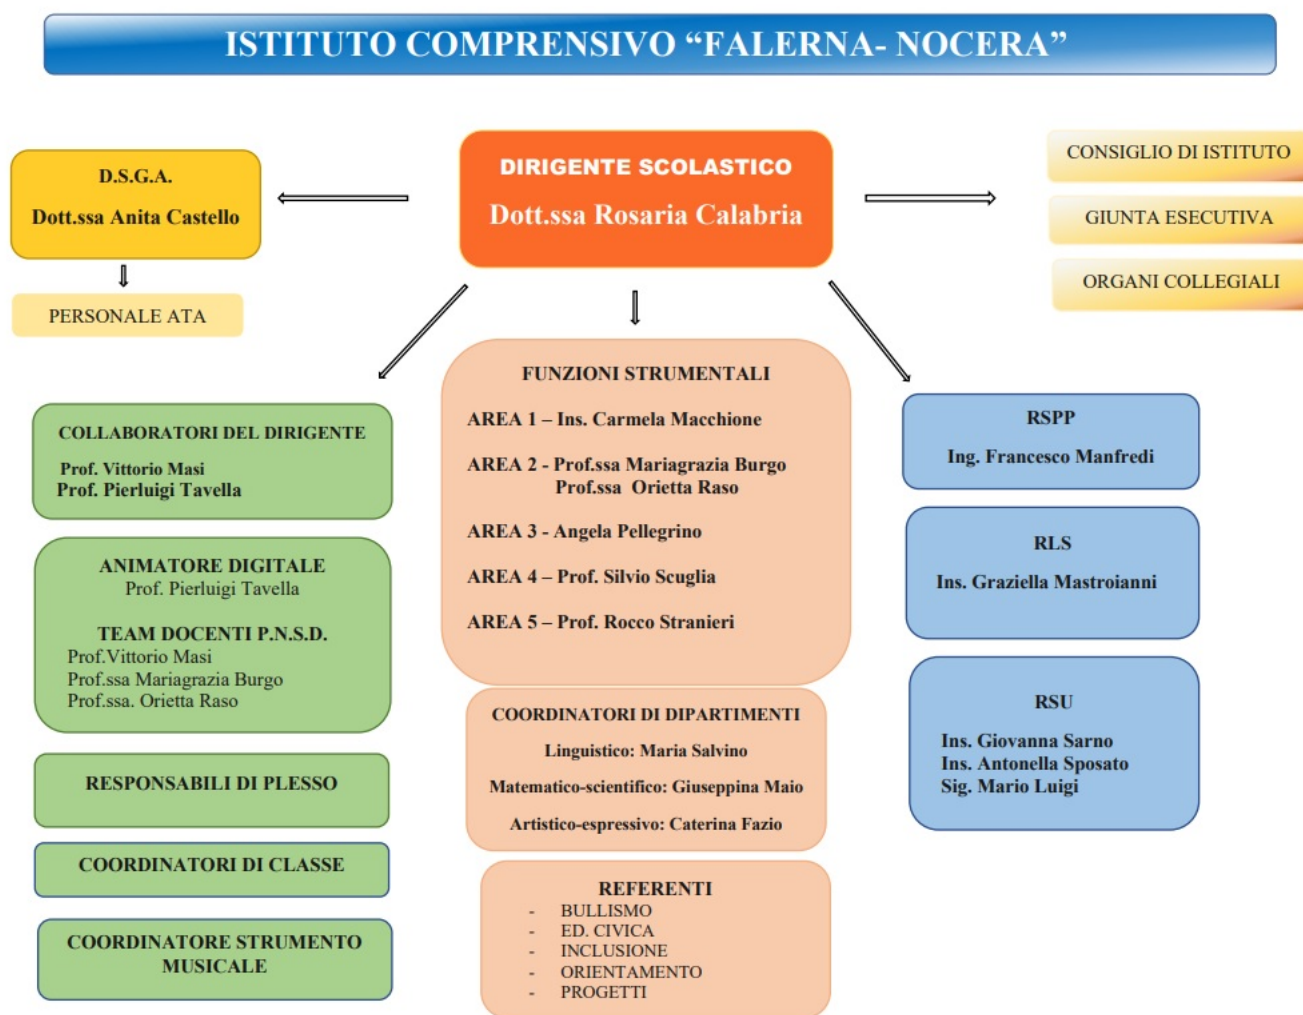 ISTITUTO COMPRENSIVO “FALERNA- NOCERA”
D.S.G.A.
Dott.ssa Anita Castello
PERSONALE ATA
DIRIGENTE SCOLASTICO
Dott.ssa Rosaria Calabria
CONSIGLIO DI ISTITUTO
GIUNTA ESECUTIVA
ORGANI COLLEGIALI
COLLABORATORI DEL DIRIGENTE
Prof. Vittorio Masi
Prof. Pierluigi Tavella
ANIMATORE DIGITALE
Prof. Pierluigi Tavella
TEAM DOCENTI P.N.S.D.
Prof.Vittorio Masi
Prof.ssa Mariagrazia Burgo
Prof.ssa. Orietta Raso
RESPONSABILI DI PLESSO
COORDINATORI DI CLASSE
COORDINATORE STRUMENTO
MUSICALE
FUNZIONI STRUMENTALI
AREA 1 – Ins. Carmela Macchione
AREA 2 - Prof.ssa Mariagrazia Burgo
Prof.ssa  Orietta Raso
AREA 3 - Angela Pellegrino
AREA 4 – Prof. Silvio Scuglia
AREA 5 – Prof. Rocco Stranieri
COORDINATORI DI DIPARTIMENTI
Linguistico: Maria Salvino
Matematico-scientifico: Giuseppina Maio
Artistico-espressivo: Caterina Fazio
REFERENTI
- BULLISMO
- ED. CIVICA
- INCLUSIONE
- ORIENTAMENTO
- PROGETTI
RSPP
Ing. Francesco Manfredi
RLS
Ins. Graziella Mastroianni
RSU
Ins. Giovanna Sarno
Ins. Antonella Sposato
Sig. Mario Luigi